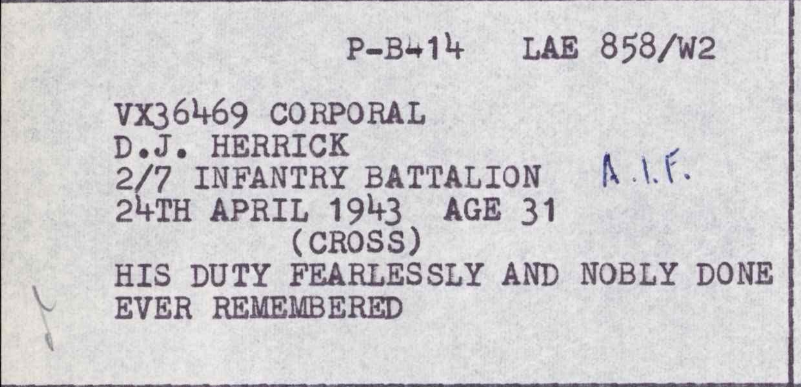 P-B414 LAE 858/W2
VX36469 CORPORAL
D.J. HERRICK
2/7 INFANTRY BATTALION A.I.F.
24TH APRIL 1943 AGE 31
(CROSS)
HIS DUTY FEARLESSLY AND NOBLY DONE
EVER REMEMBERED